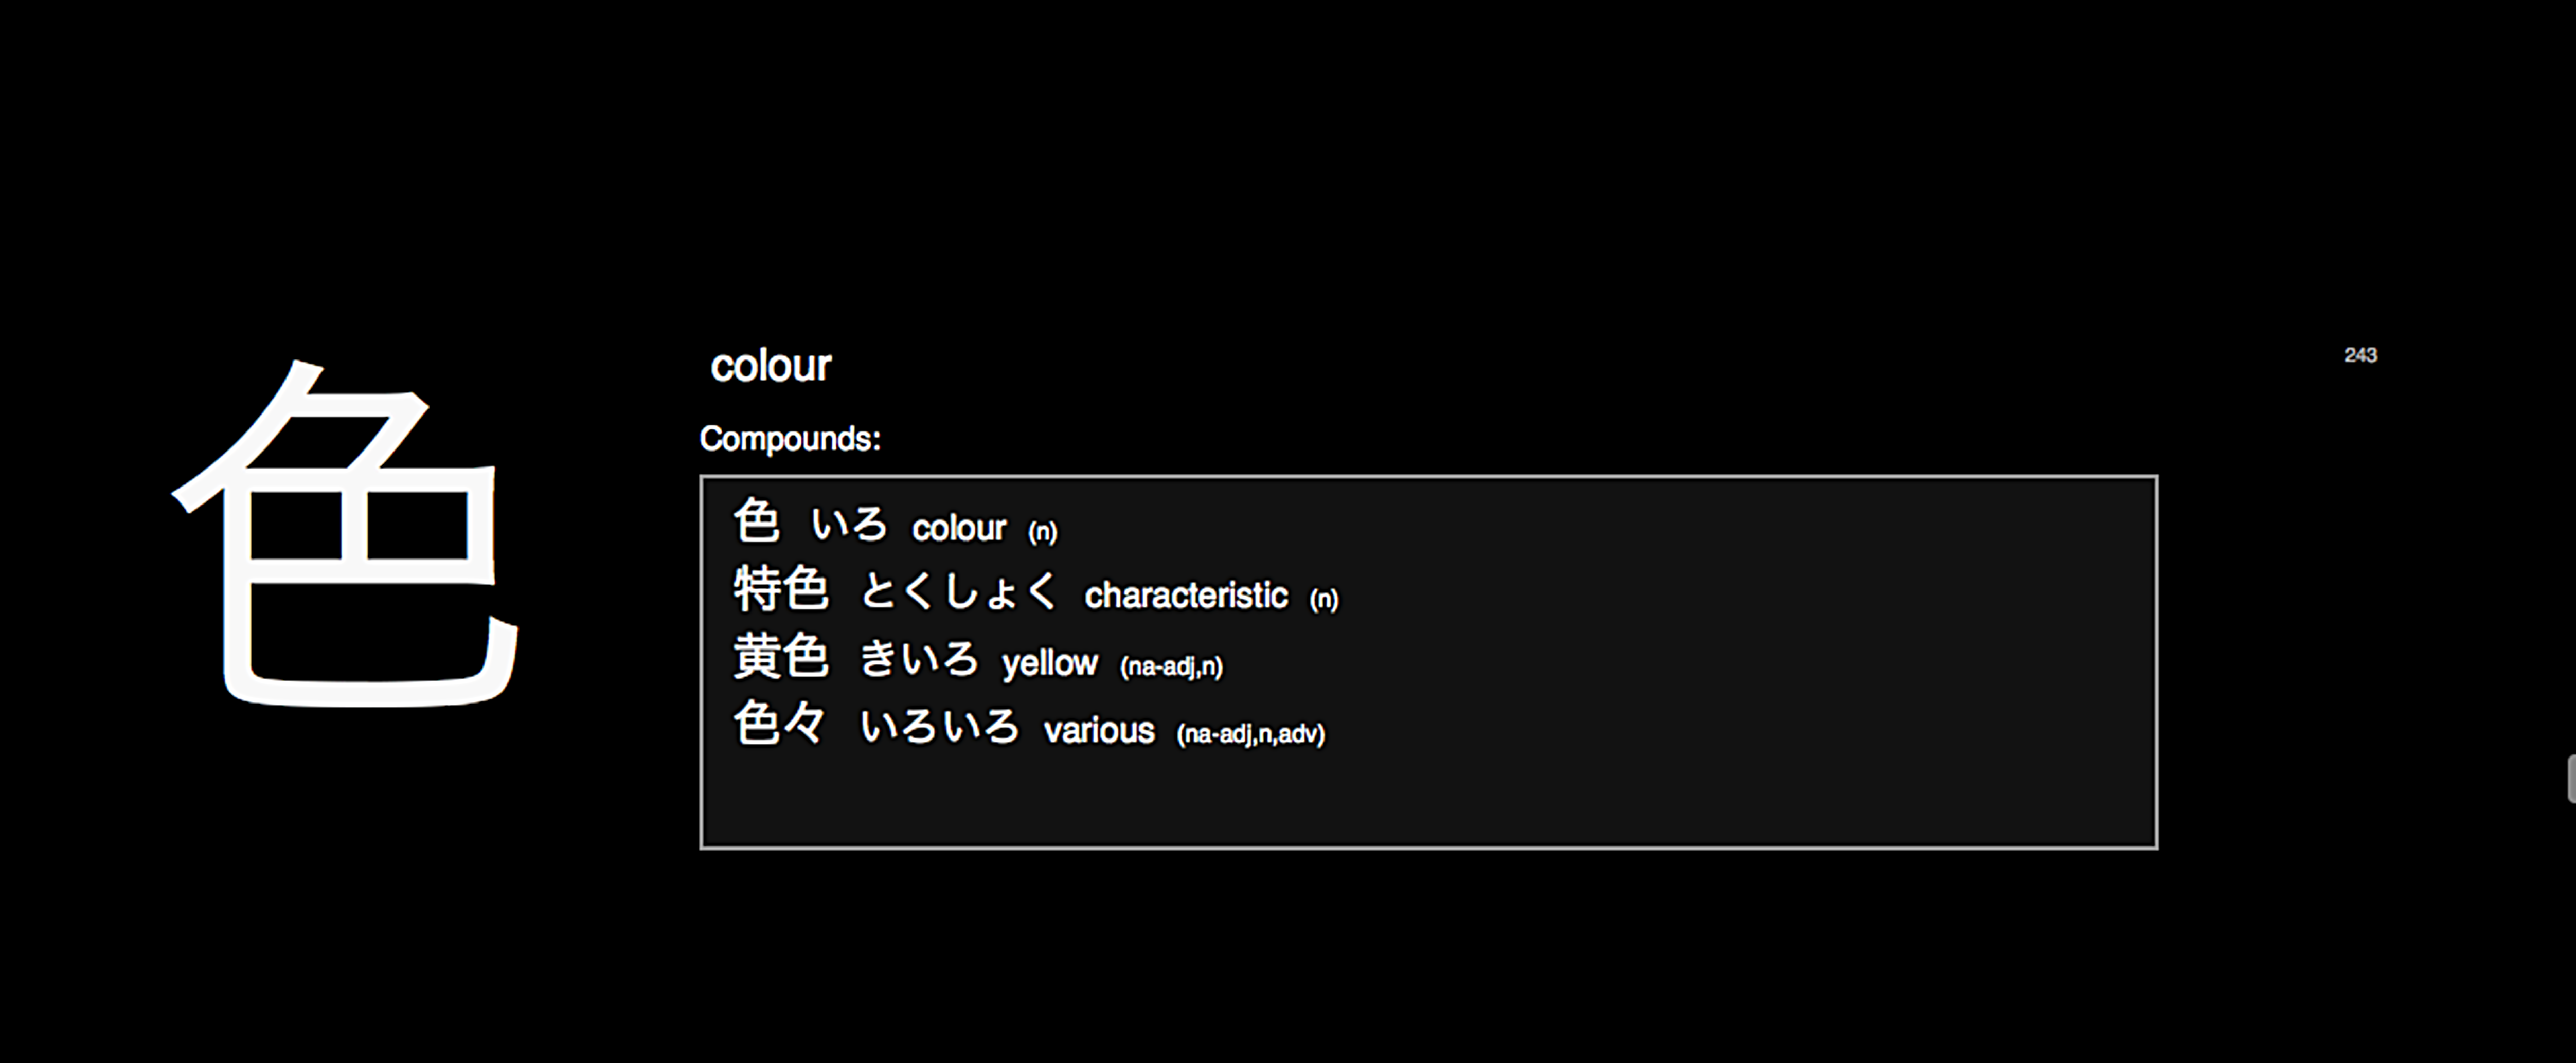 色
colour
243
Compounds:
色 いろ colour (n)
特色 とくしょく characteristic (n)
黄色 きいろ yellow (na-adj,n)
色々 いろいろ various (na-adj,n,adv)